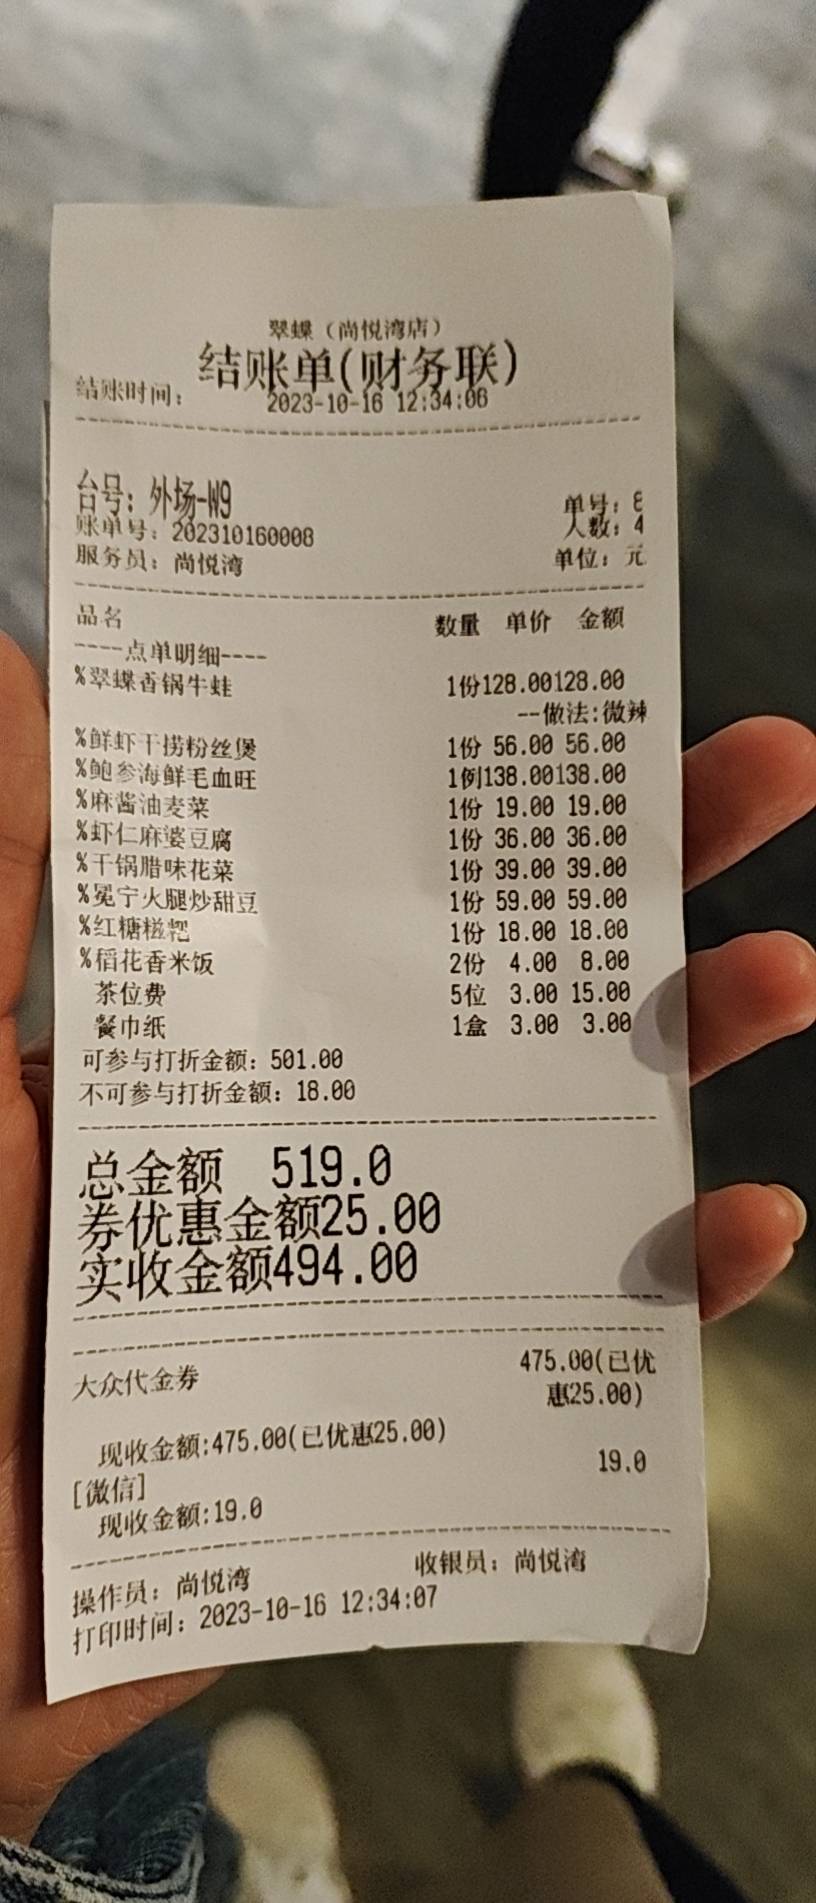 翠蝶（尚悦湾店）
结账单(财务联)
结账时间： 2023-10-16 12:34:06
台号：外场-W9
单号：8
账单号：202310160008 人数：4
服务员：尚悦湾 单位：元
品名 数量 单价 金额
----点单明细----
%翠蝶香锅牛蛙 1份128.00128.00
--做法:微辣
%鲜虾干捞粉丝煲 1份 56.00 56.00
%鲍参海鲜毛血旺 1例138.00138.00
%麻酱油麦菜 1份 19.00 19.00
%虾仁麻婆豆腐 1份 36.00 36.00
%干锅腊味花菜 1份 39.00 39.00
%冕宁火腿炒甜豆 1份 59.00 59.00
%红糖糍粑 1份 18.00 18.00
%稻花香米饭 2份 4.00 8.00
茶位费 5位 3.00 15.00
餐巾纸 1盒 3.00 3.00
可参与打折金额：501.00
不可参与打折金额：18.00
总金额 519.0
券优惠金额25.00
实收金额494.00
大众代金券 475.00(已优
惠25.00)
现收金额:475.00(已优惠25.00)
[微信] 19.0
现收金额:19.0
操作员：尚悦湾 收银员：尚悦湾
打印时间：2023-10-16 12:34:07